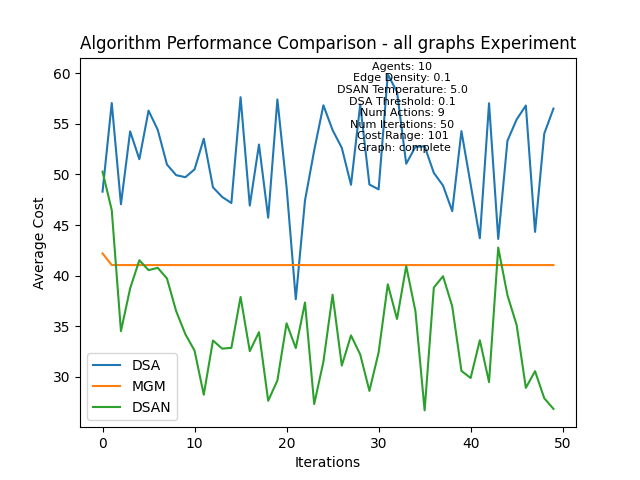 Algorithm Performance Comparison - all graphs Experiment
Agents: 10
Edge Density: 0.1
DSAN Temperature: 5.0
DSA Threshold: 0.1
Num Actions: 9
Num Iterations: 50
Cost Range: 101
Graph: complete
60
55
50
45
40
35
30
Average Cost
DSA
MGM
DSAN
0
10
20
30
40
50
Iterations